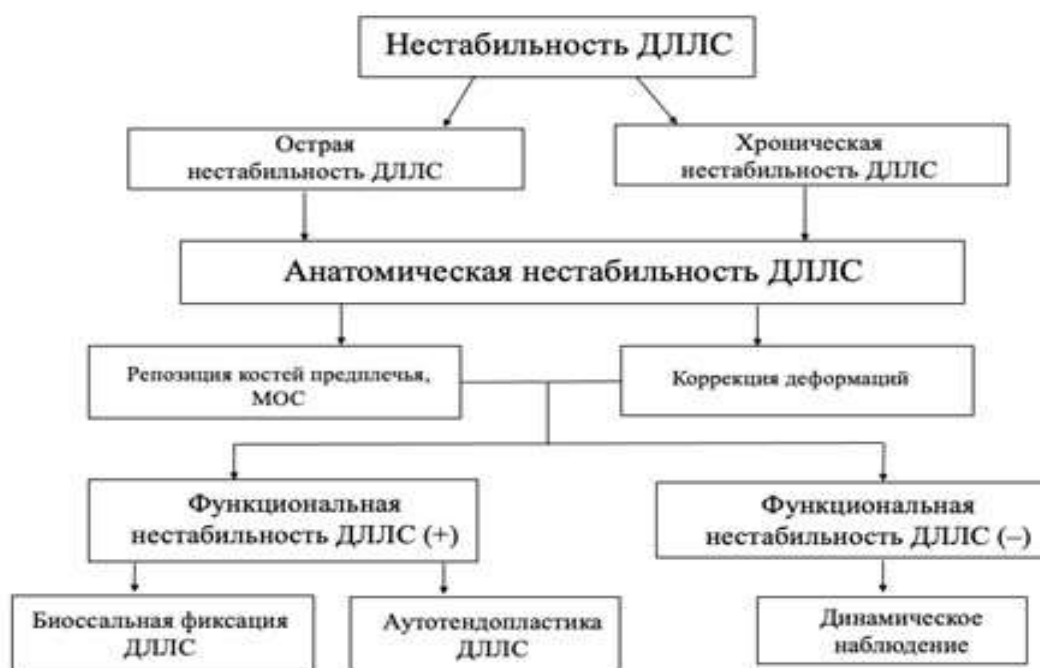 Нестабильность ДЛЛС
Острая
нестабильность ДЛЛС
Хроническая
нестабильность ДЛЛС
Анатомическая нестабильность ДЛЛС
Репозиция костей предплечья,
МОС
Коррекция деформаций
Функциональная
нестабильность ДЛЛС (+)
Функциональная
нестабильность ДЛЛС (–)
Биоссальная фиксация
ДЛЛС
Аутотендопластика
ДЛЛС
Динамическое
наблюдение